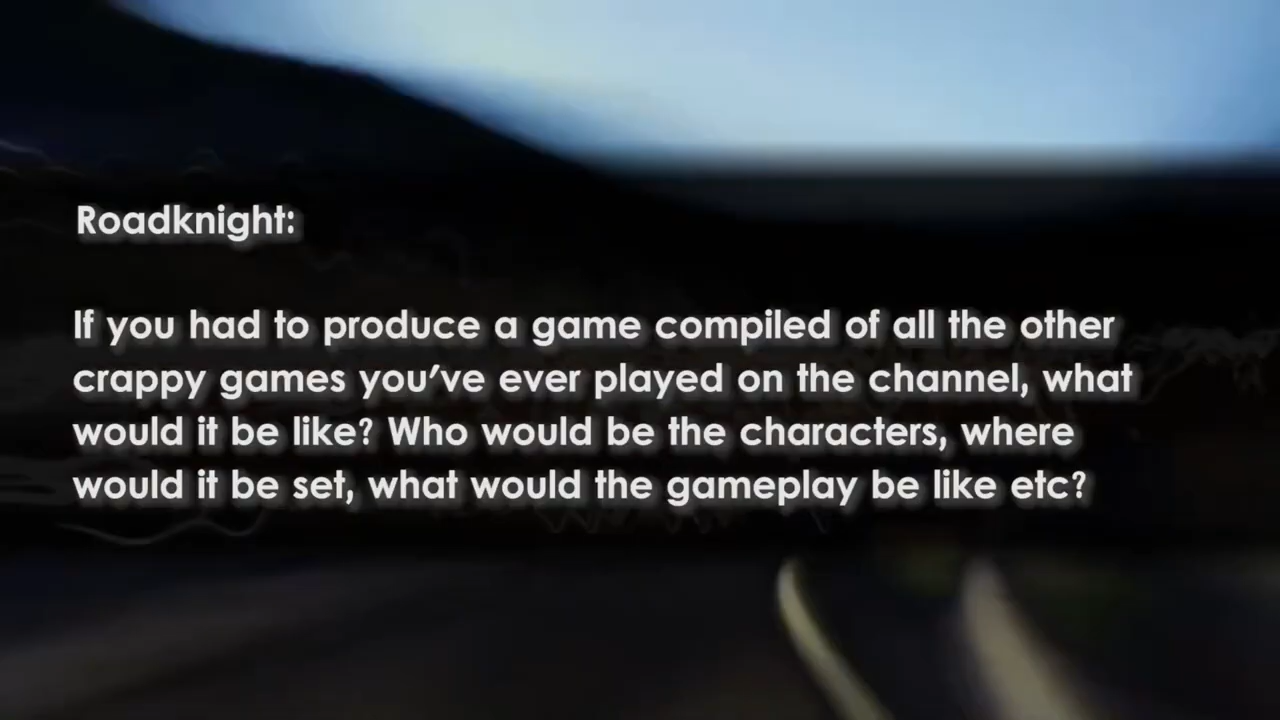 Roadknight:
If you had to produce a game compiled of all the other
crappy games you've ever played on the channel, what
would it be like? Who would be the characters, where
would it be set, what would the gameplay be like etc?